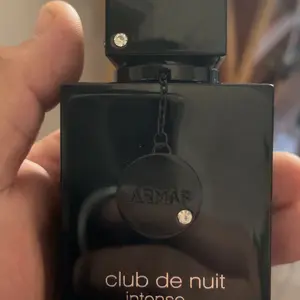 ARMAF
club de nuit
intense